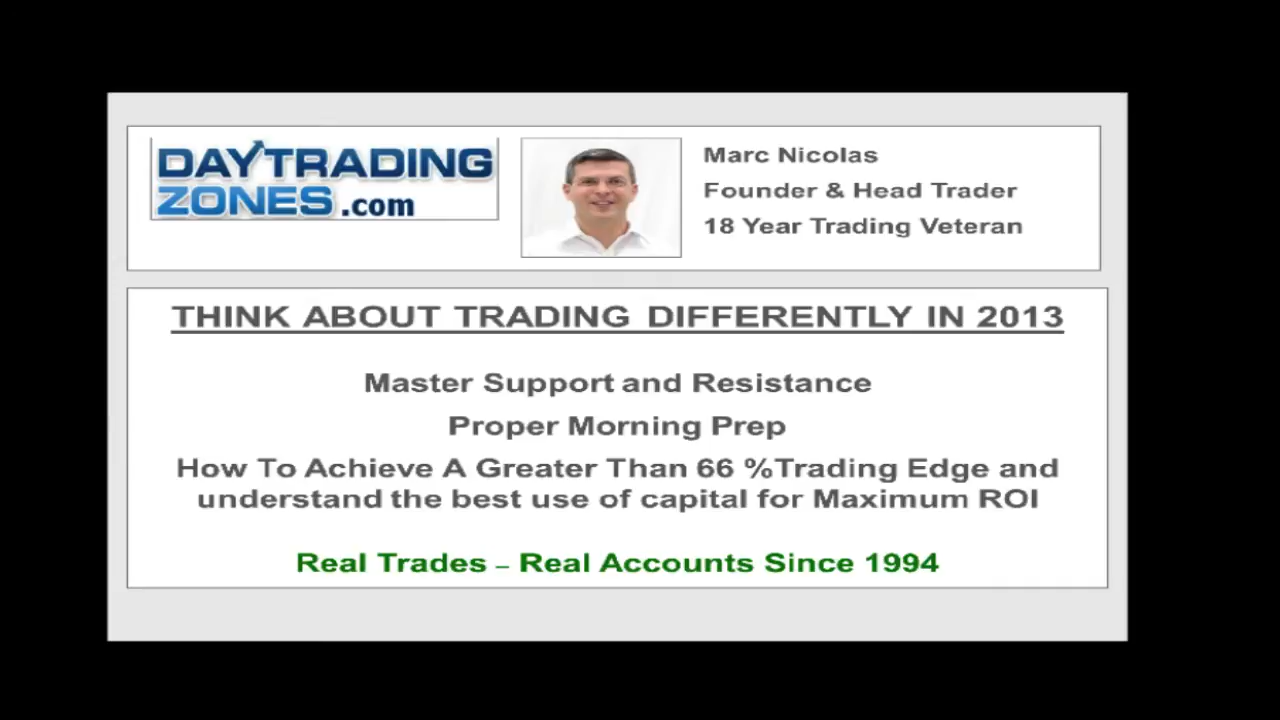 DAYTRADING
ZONES.com
Marc Nicolas
Founder & Head Trader
18 Year Trading Veteran
THINK ABOUT TRADING DIFFERENTLY IN 2013
Master Support and Resistance
Proper Morning Prep
How To Achieve A Greater Than 66 %Trading Edge and
understand the best use of capital for Maximum ROI
Real Trades – Real Accounts Since 1994